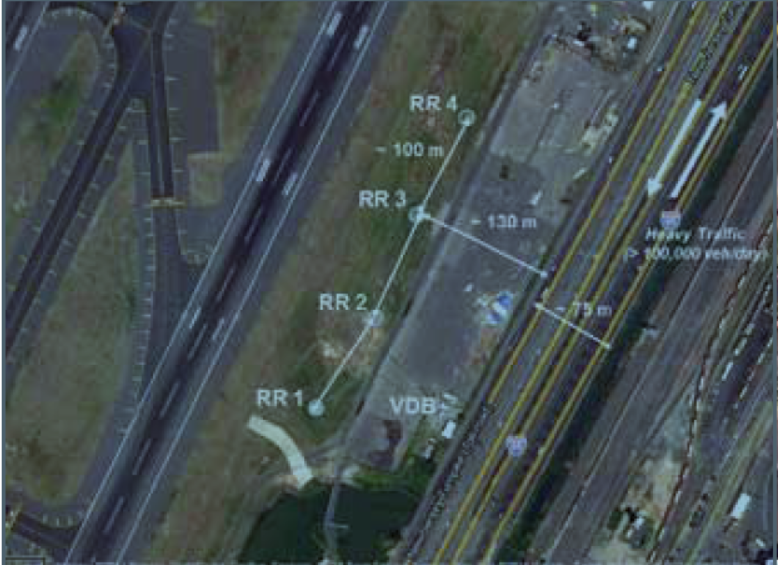 RR 4
~ 100 m
RR 3
~ 130 m
Heavy Traffic
(> 100,000 veh/day)
RR 2
~ 75 m
RR 1
VDB